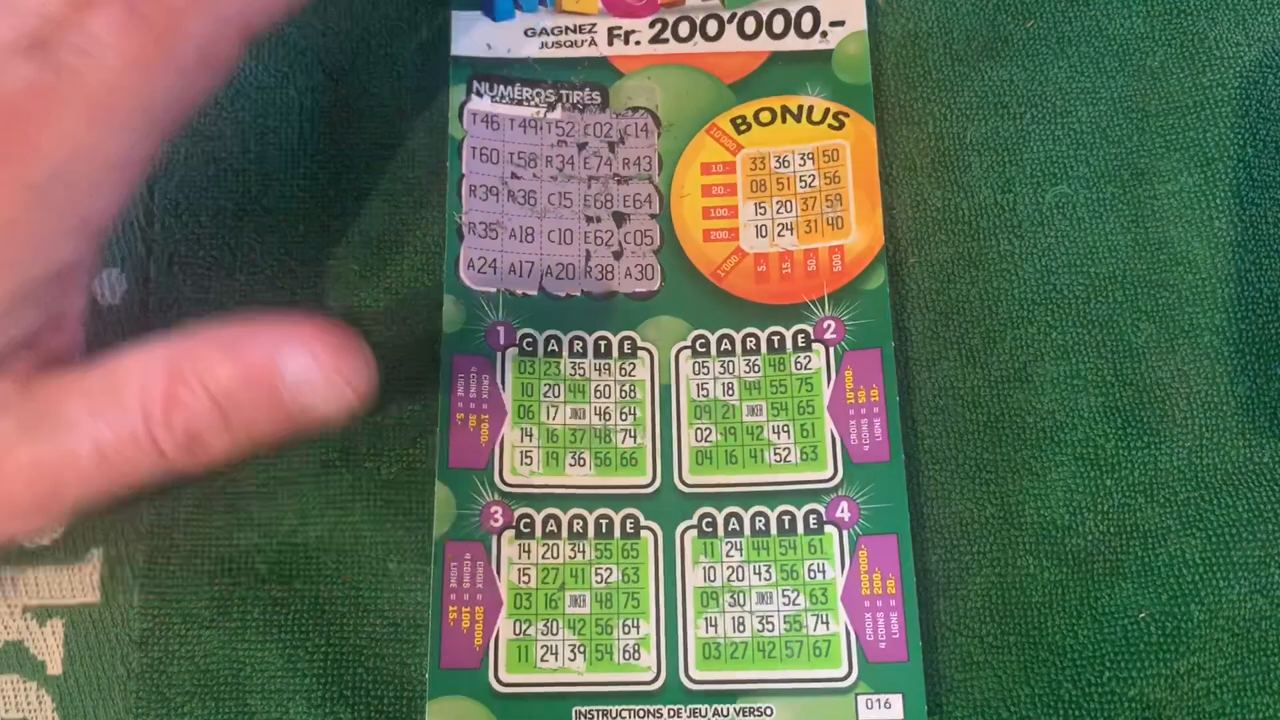 GAGNEZ
JUSQU'À Fr. 200'000.-
NUMÉROS TIRÉS
T46 T49 T52 C02 C14
T60 T58 R34 E74 R43
R39 R36 C15 E68 E64
R35 A18 C10 E62 C05
A24 A17 A20 R38 A30
BONUS
10'000.-
10.- 33 36 39 50
20.- 08 51 52 56
100.- 15 20 37 59
200.- 10 24 31 40
1'000.- 5.- 15.- 50.- 500.-
1
CARTE
03 23 35 49 62
10 20 44 60 68
06 17 JOKER 46 64
14 16 37 48 74
15 19 36 56 66
CROIX = 1'000.-
4 COINS = 30.-
LIGNE = 5.-
2
CARTE
05 30 36 48 62
15 18 44 55 75
09 21 JOKER 54 65
02 19 42 49 61
04 16 41 52 63
CROIX = 10'000.-
4 COINS = 50.-
LIGNE = 10.-
3
CARTE
14 20 34 55 65
15 27 41 52 63
03 16 JOKER 48 75
02 30 42 56 64
11 24 39 54 68
CROIX = 20'000.-
4 COINS = 100.-
LIGNE = 15.-
4
CARTE
11 24 44 54 61
10 20 43 56 64
09 30 JOKER 52 63
14 18 35 55 74
03 27 42 57 67
CROIX = 200'000.-
4 COINS = 200.-
LIGNE = 20.-
INSTRUCTIONS DE JEU AU VERSO
016